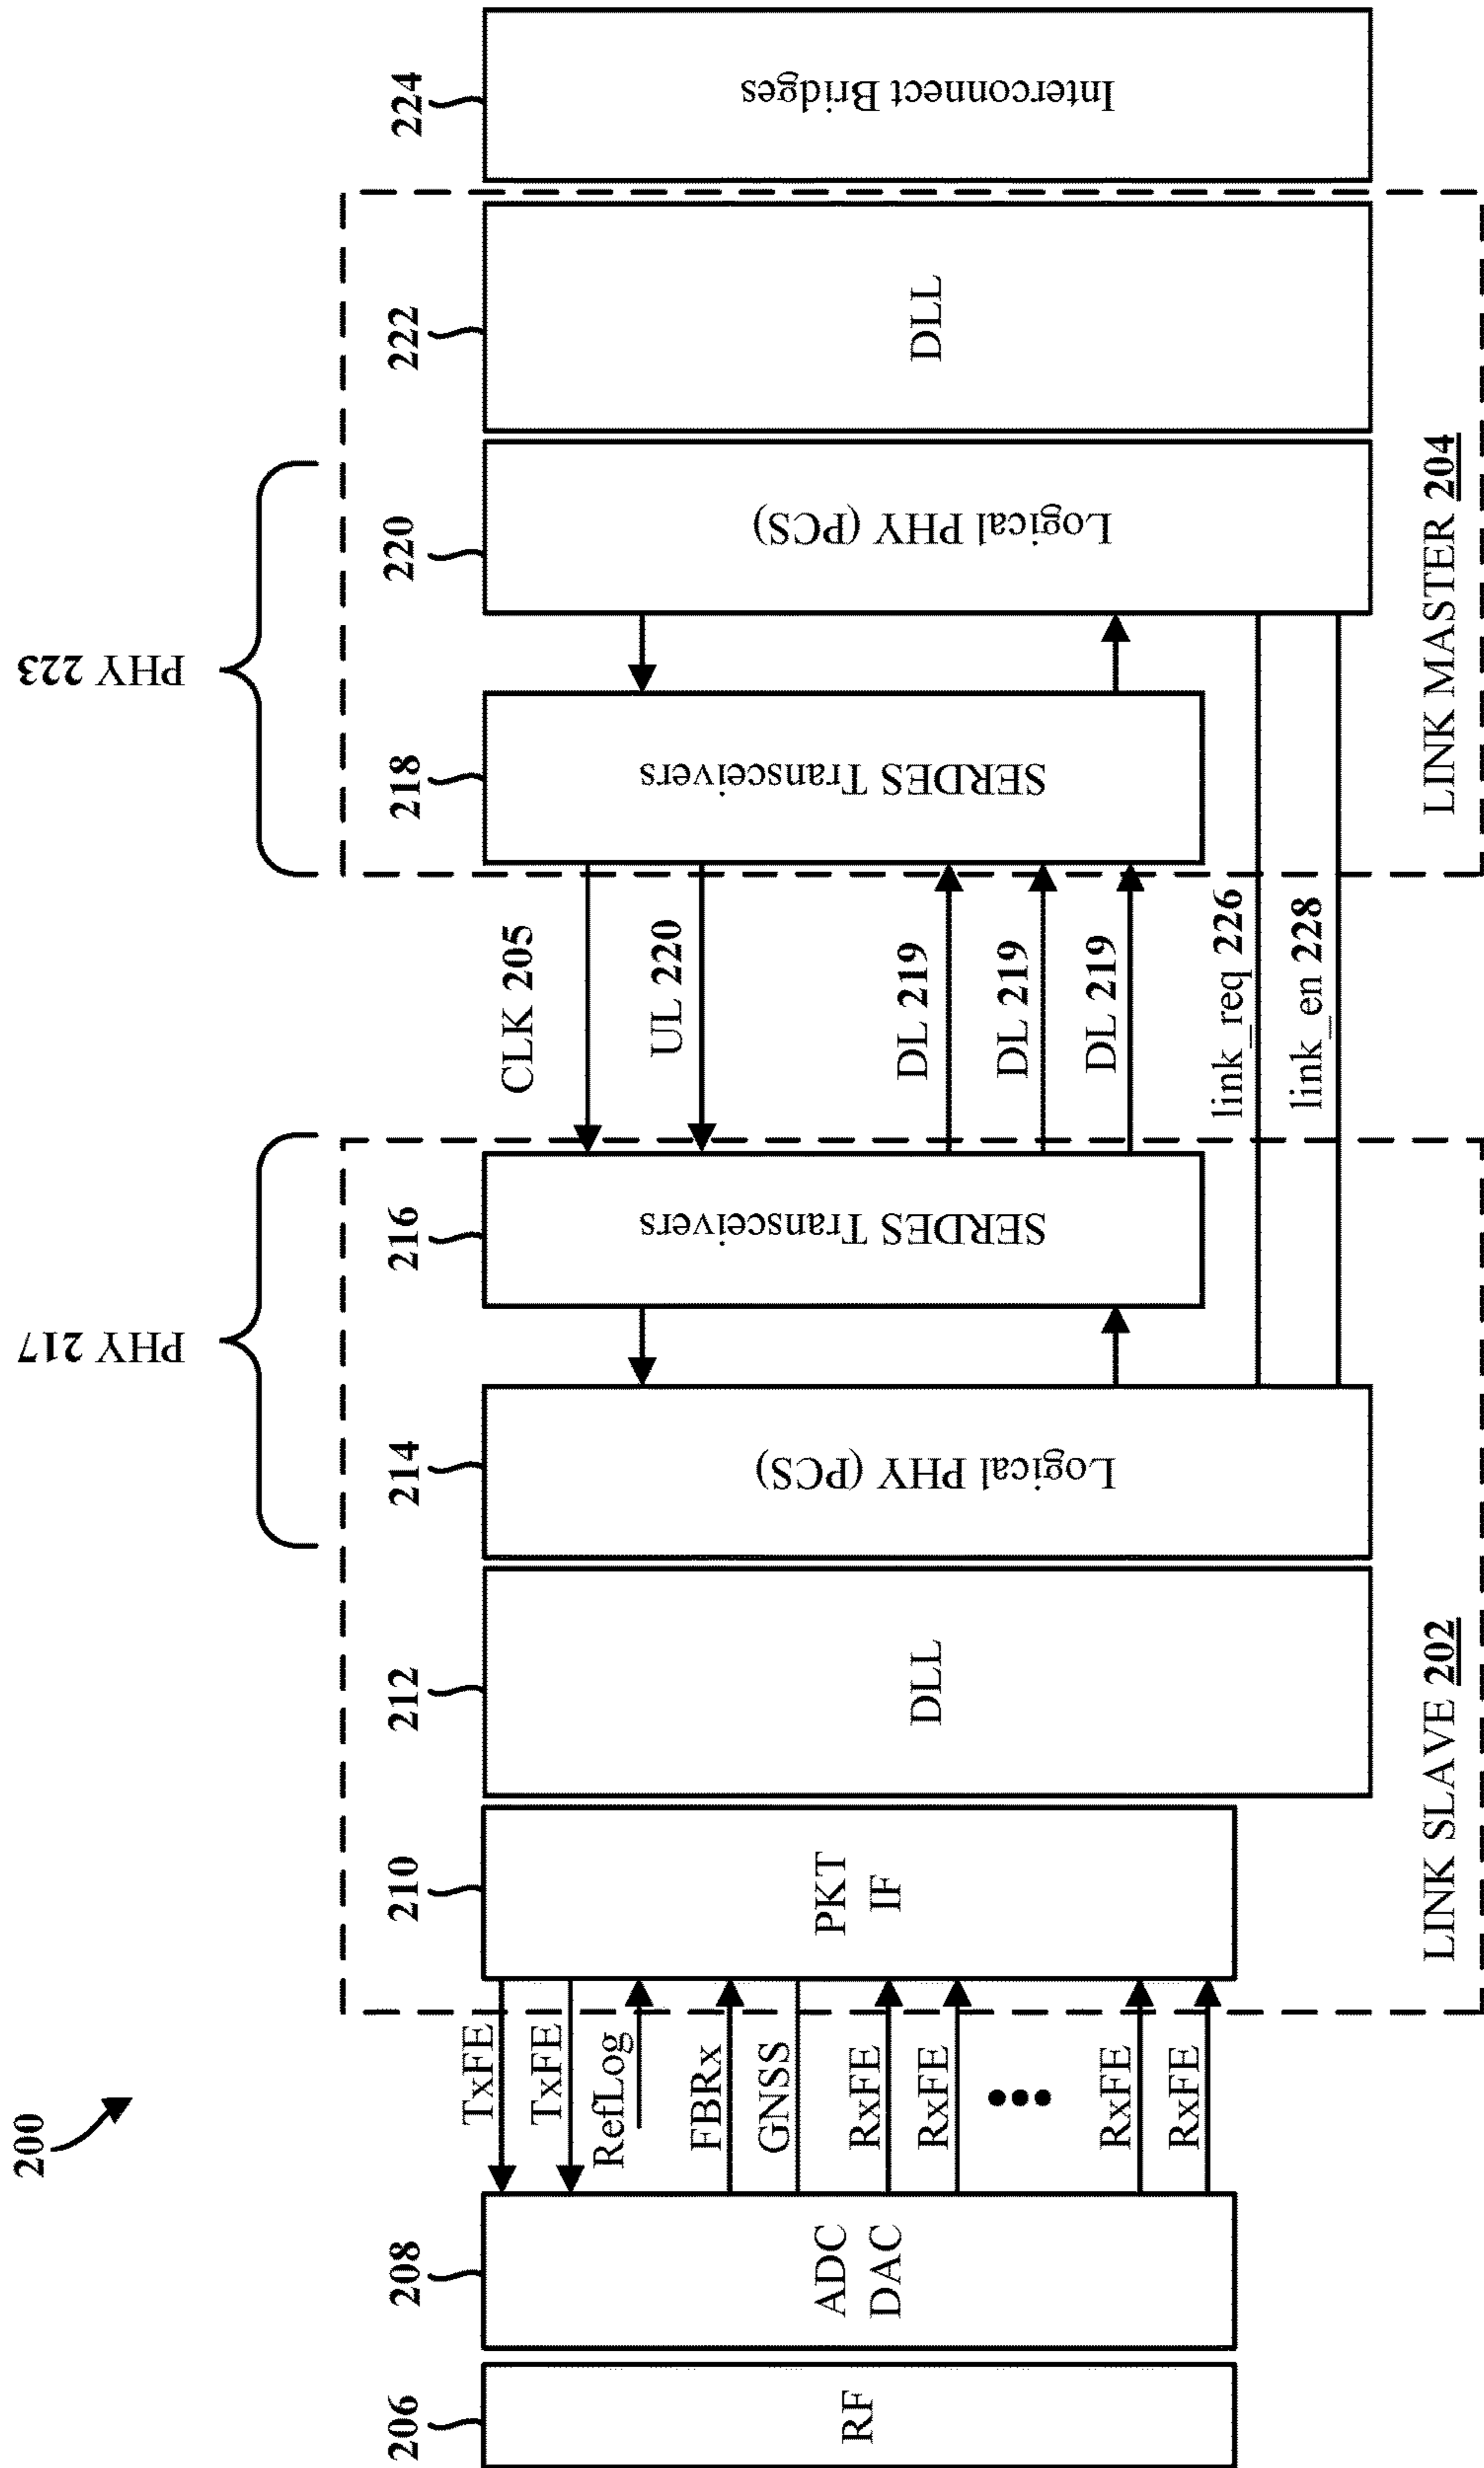 200
PHY 217
PHY 223
206
208
210
212
214
216
218
220
222
224
RF
ADC
DAC
TxFE
TxFE
RefLog
FBRx
GNSS
RxFE
RxFE
RxFE
RxFE
PKT
IF
DLL
Logical PHY (PCS)
SERDES Transceivers
CLK 205
UL 220
DL 219
DL 219
DL 219
link_req 226
link_en 228
SERDES Transceivers
Logical PHY (PCS)
DLL
Interconnect Bridges
LINK SLAVE 202
LINK MASTER 204